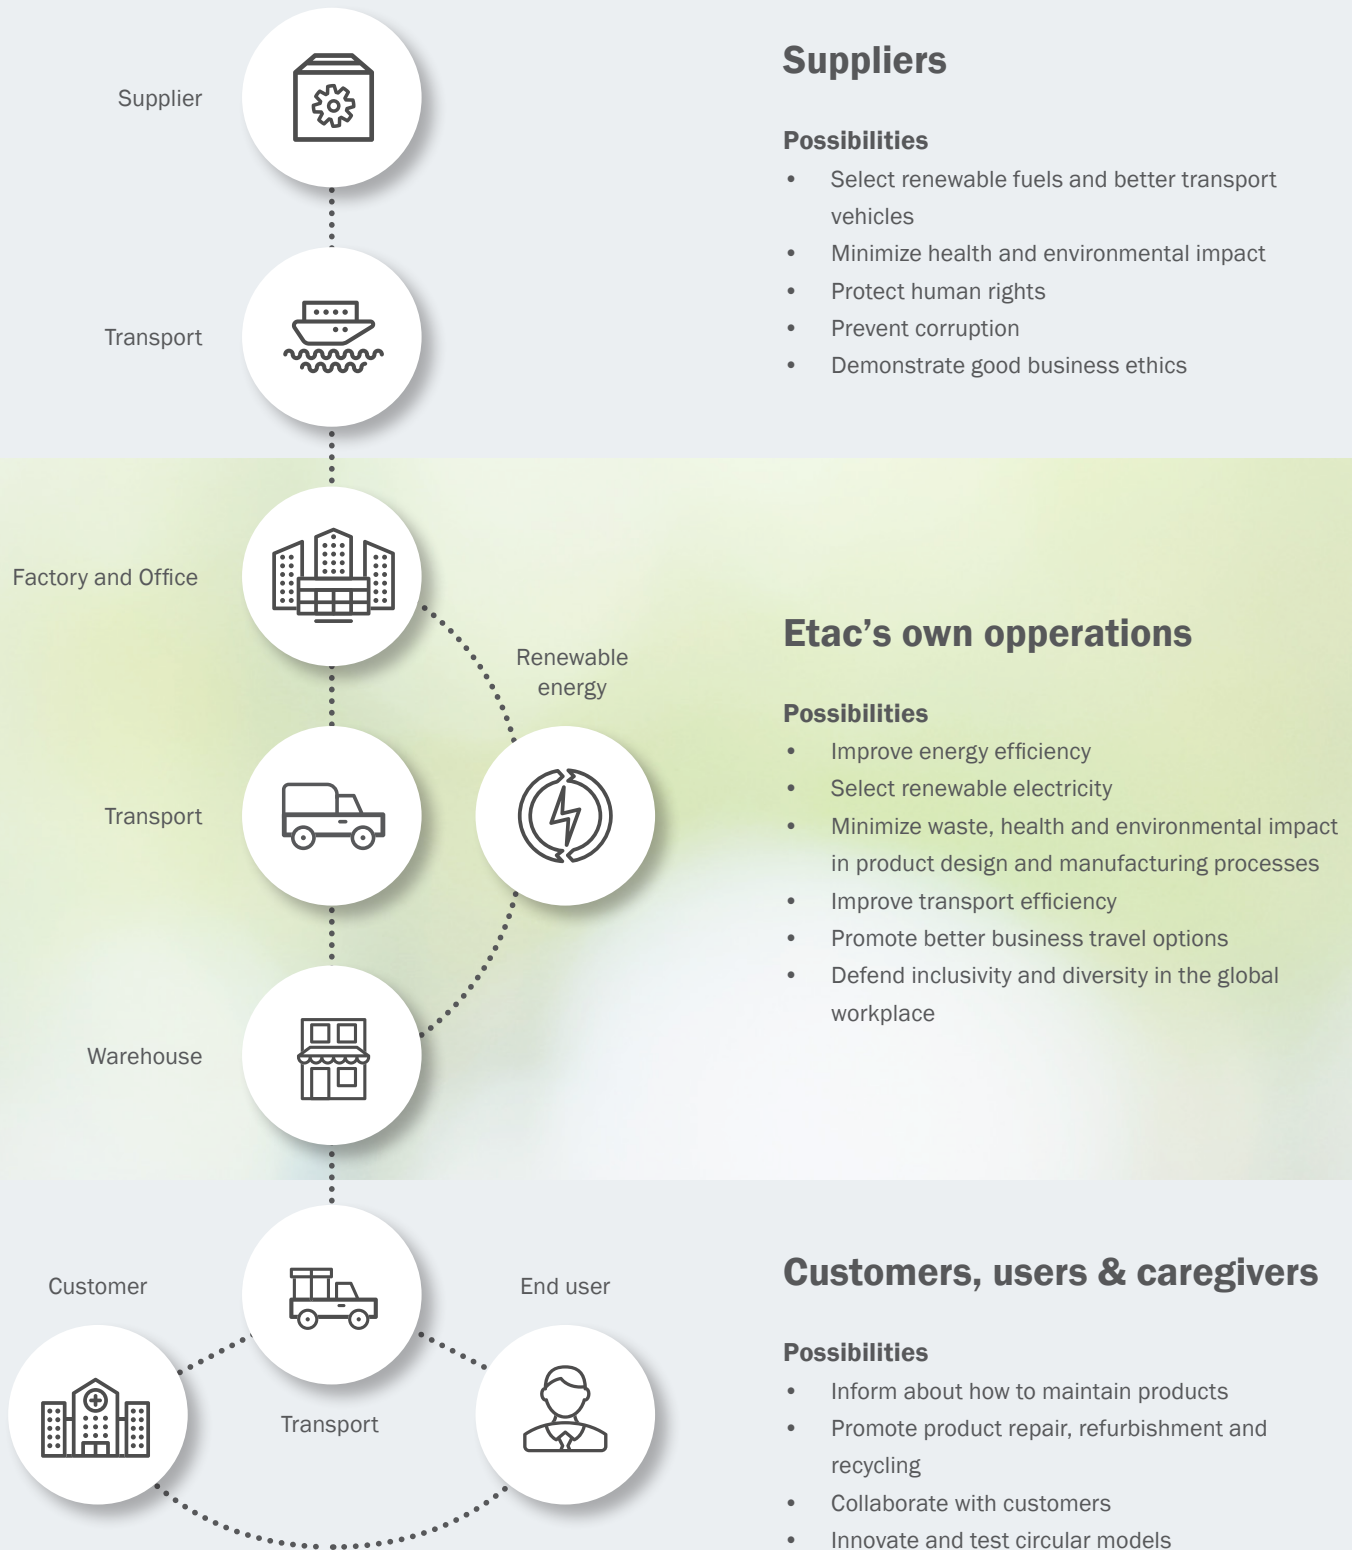 Supplier
Transport
Suppliers
Possibilities
• Select renewable fuels and better transport
vehicles
• Minimize health and environmental impact
• Protect human rights
• Prevent corruption
• Demonstrate good business ethics
Factory and Office
Renewable
energy
Transport
Warehouse
Etac's own opperations
Possibilities
• Improve energy efficiency
• Select renewable electricity
• Minimize waste, health and environmental impact
in product design and manufacturing processes
• Improve transport efficiency
• Promote better business travel options
• Defend inclusivity and diversity in the global
workplace
Customer
End user
Transport
Customers, users & caregivers
Possibilities
• Inform about how to maintain products
• Promote product repair, refurbishment and
recycling
• Collaborate with customers
• Innovate and test circular models